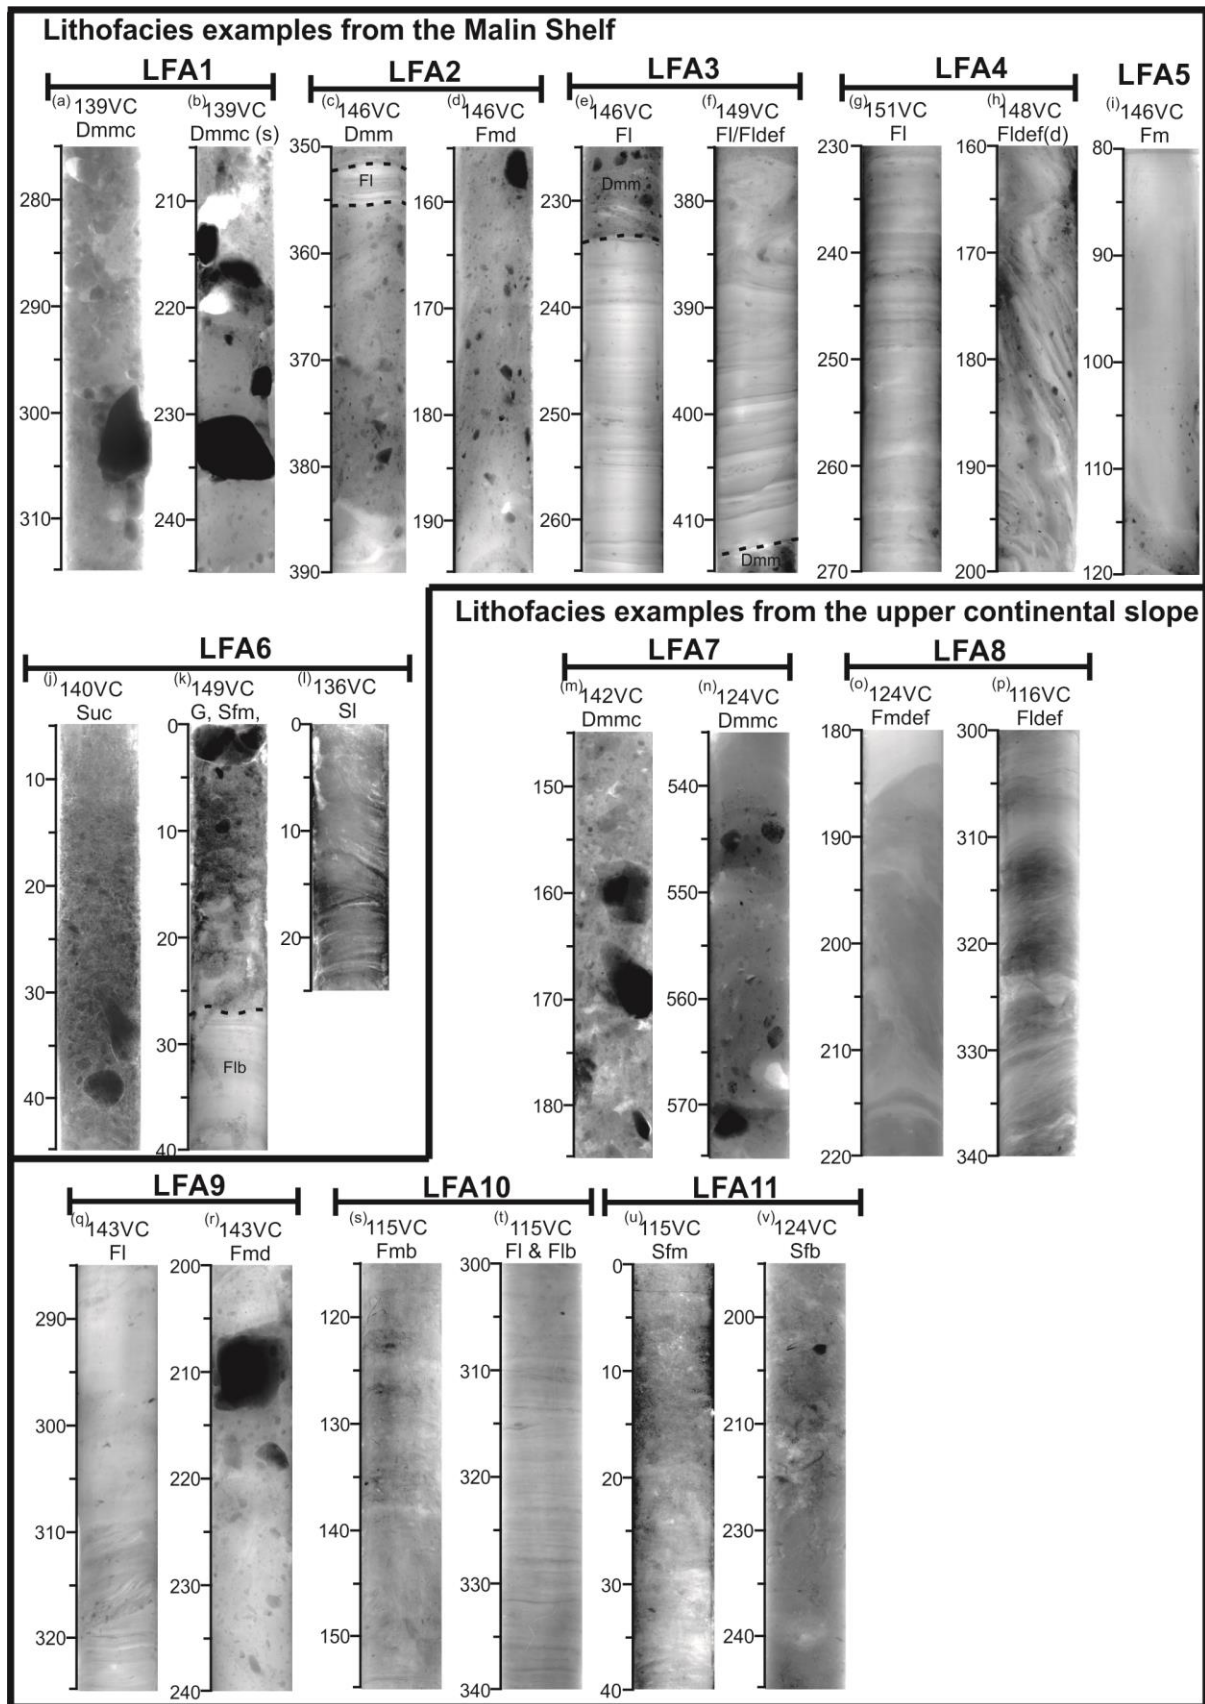 Lithofacies examples from the Malin Shelf
LFA1
LFA2
LFA3
LFA4
LFA5
(a) 139VC
Dmmc
(b) 139VC
Dmmc (s)
(c) 146VC
Dmm
(d) 146VC
Fmd
(e) 146VC
Fl
(f) 149VC
Fl/Fldef
(g) 151VC
Fl
(h) 148VC
Fldef(d)
(i) 146VC
Fm
280
290
300
310
210
220
230
240
350
360
370
380
390
Fl
160
170
180
190
230
240
250
260
Dmm
380
390
400
410
Dmm
230
240
250
260
270
160
170
180
190
200
80
90
100
110
120
Lithofacies examples from the upper continental slope
LFA6
(j) 140VC
Suc
(k) 149VC
G, Sfm,
(l) 136VC
Sl
10
20
30
40
0
10
20
30
40
Flb
0
10
20
LFA7
LFA8
(m) 142VC
Dmmc
(n) 124VC
Dmmc
(o) 124VC
Fmdef
(p) 116VC
Fldef
150
160
170
180
540
550
560
570
180
190
200
210
220
300
310
320
330
340
LFA9
LFA10
LFA11
(q) 143VC
Fl
(r) 143VC
Fmd
(s) 115VC
Fmb
(t) 115VC
Fl & Flb
(u) 115VC
Sfm
(v) 124VC
Sfb
290
300
310
320
200
210
220
230
240
120
130
140
150
300
310
320
330
340
0
10
20
30
40
200
210
230
240